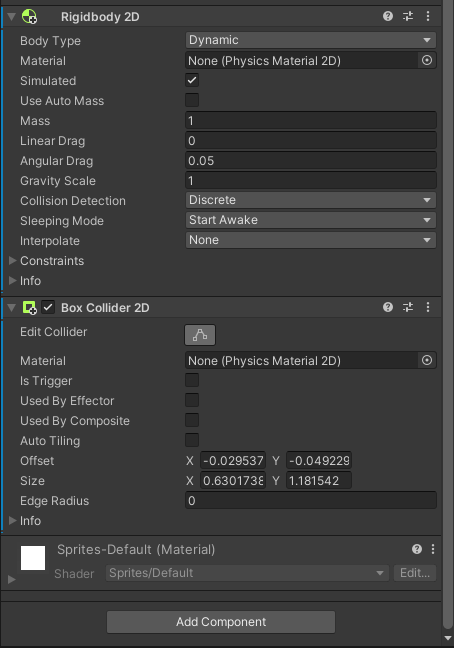 Rigidbody 2D
Body Type Dynamic
Material None (Physics Material 2D)
Simulated
Use Auto Mass
Mass 1
Linear Drag 0
Angular Drag 0.05
Gravity Scale 1
Collision Detection Discrete
Sleeping Mode Start Awake
Interpolate None
Constraints
Info
Box Collider 2D
Edit Collider
Material None (Physics Material 2D)
Is Trigger
Used By Effector
Used By Composite
Auto Tiling
Offset X -0.029537 Y -0.049229
Size X 0.6301738 Y 1.181542
Edge Radius 0
Info
Sprites-Default (Material)
Shader Sprites/Default Edit...
Add Component